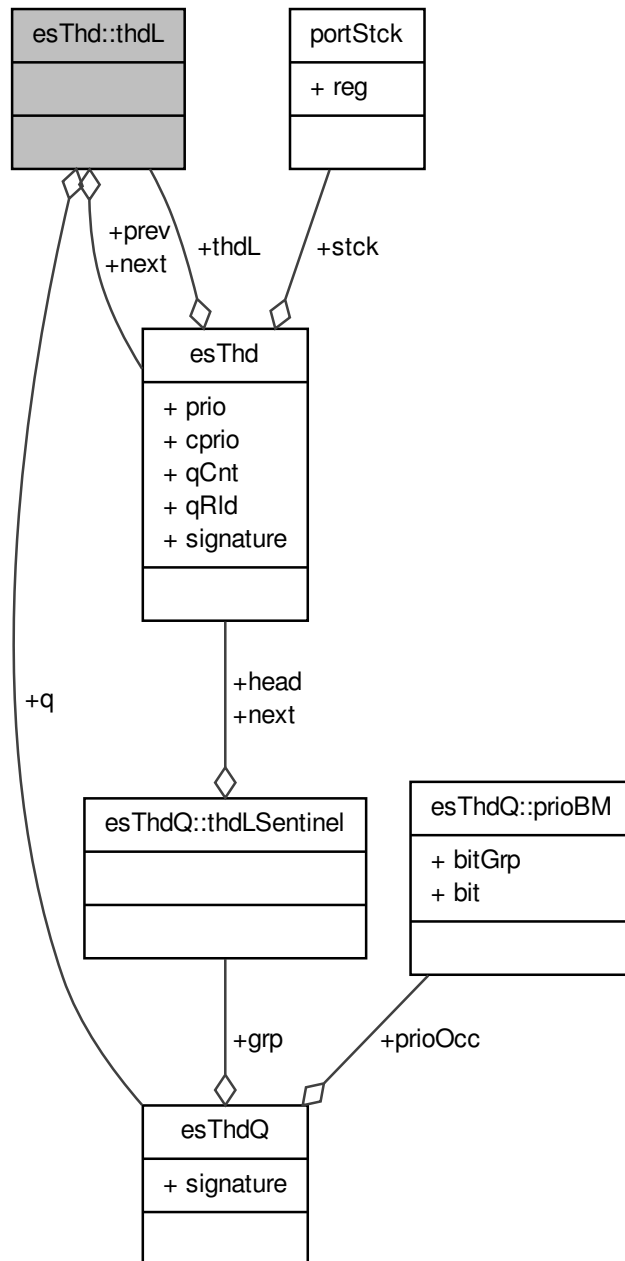 esThd::thdL
portStck
+ reg
+prev
+next
+thdL
+stck
esThd
+ prio
+ cprio
+ qCnt
+ qRld
+ signature
+q
+head
+next
esThdQ::thdLSentinel
esThdQ::prioBM
+ bitGrp
+ bit
+grp
+prioOcc
esThdQ
+ signature